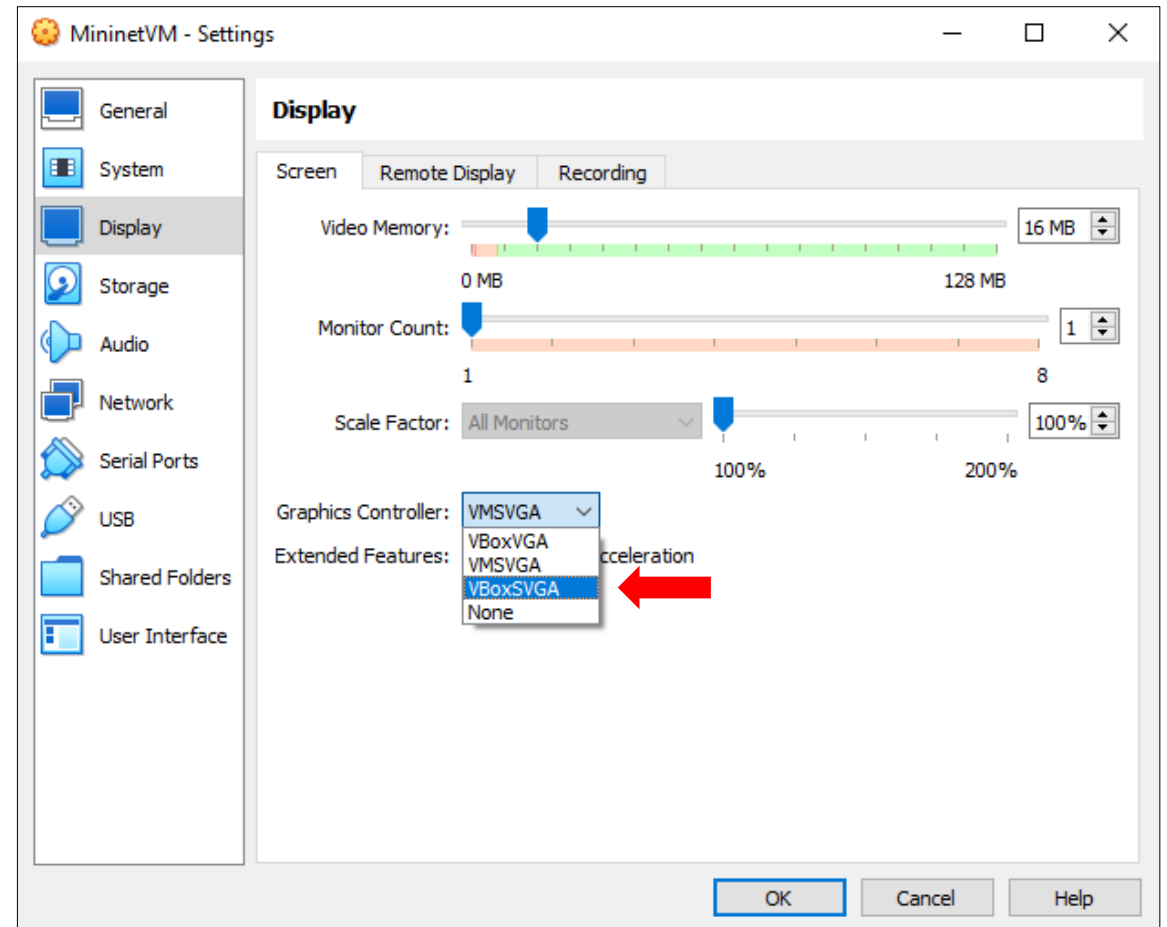 MininetVM - Settings
General
System
Display
Storage
Audio
Network
Serial Ports
USB
Shared Folders
User Interface
Display
Screen Remote Display Recording
Video Memory: 16 MB
0 MB 128 MB
Monitor Count: 1
1 8
Scale Factor: All Monitors 100%
100% 200%
Graphics Controller: VMSVGA
VBoxVGA
Extended Features: cceleration
VMSVGA
VBoxSVGA
None
OK Cancel Help